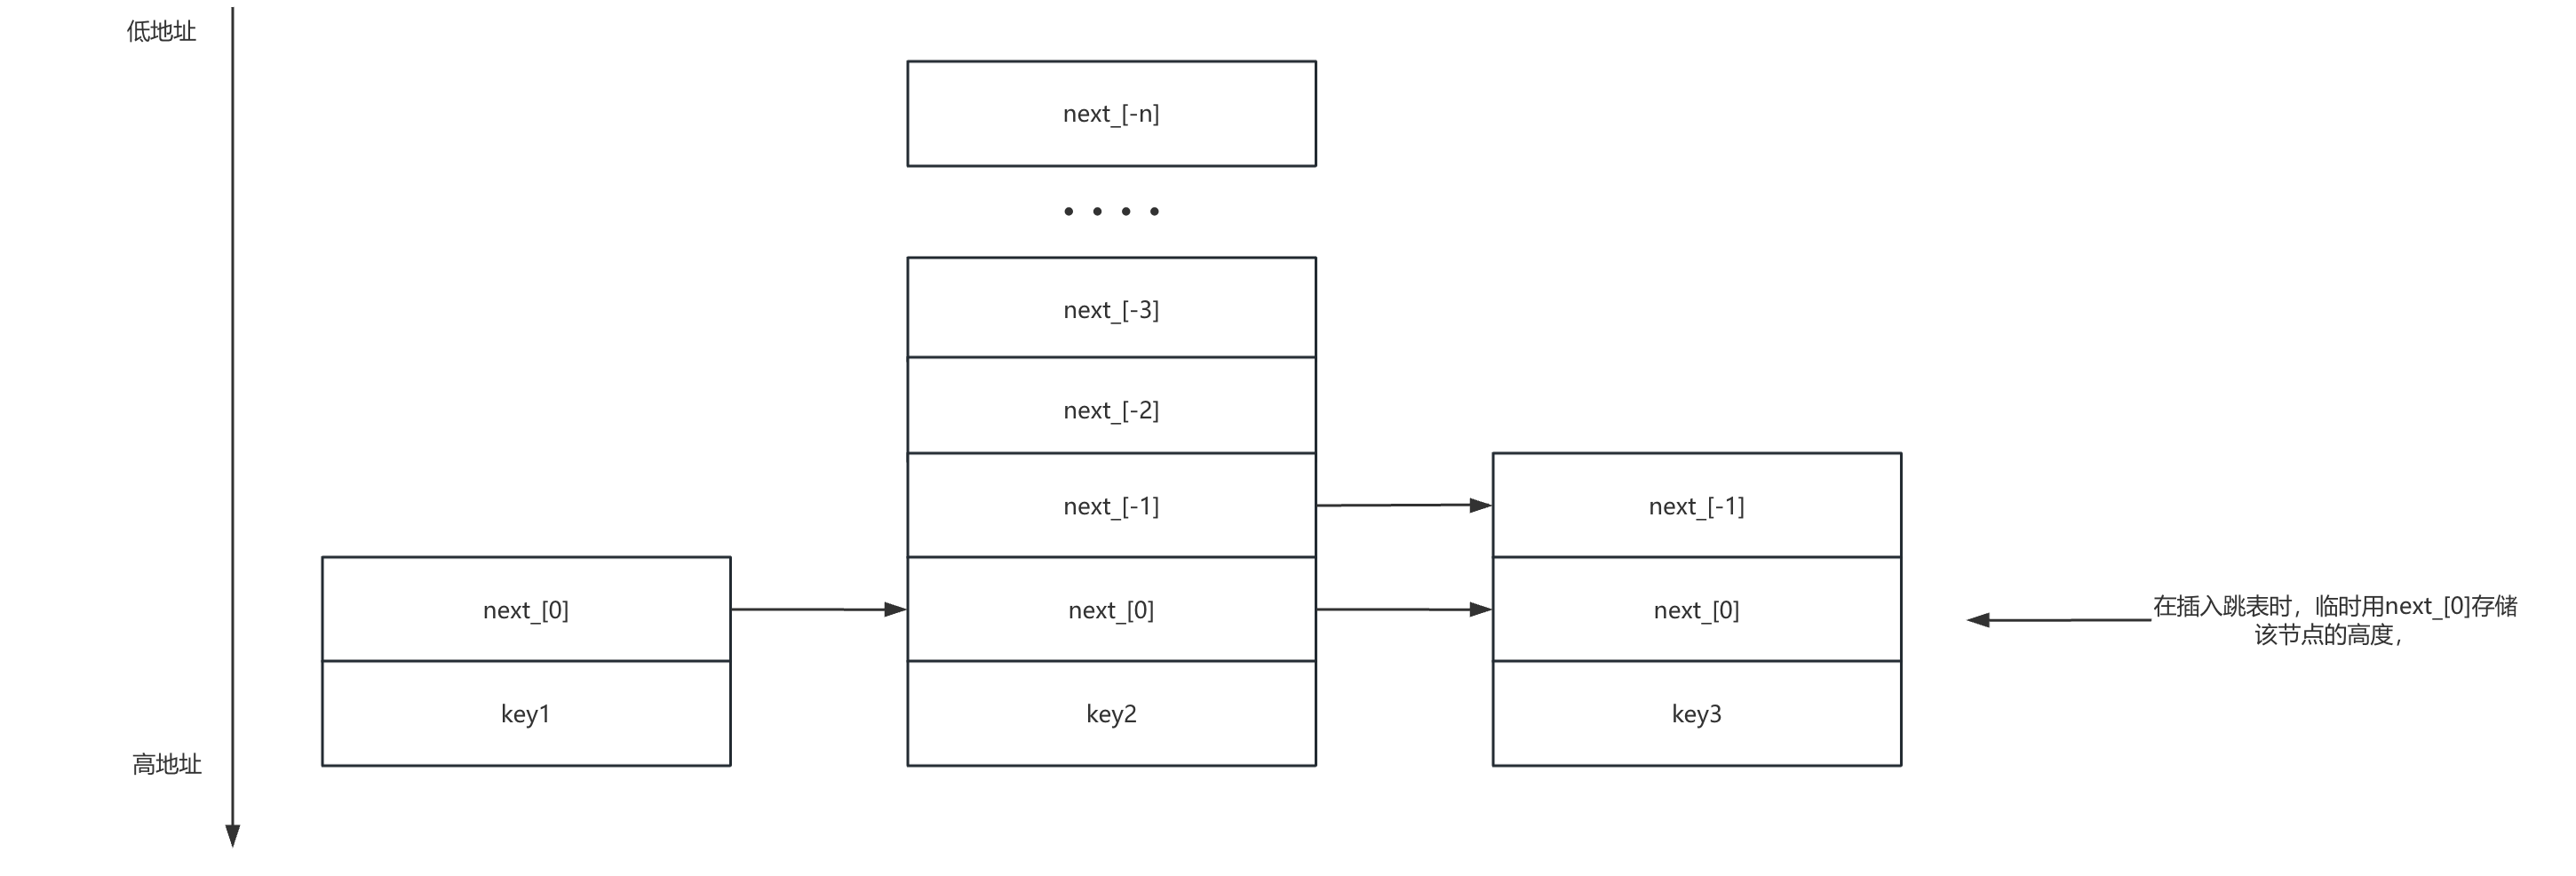 低地址
next_[-n]
next_[-3]
next_[-2]
next_[-1]
next_[-1]
next_[0]
next_[0]
next_[0]
在插入跳表时，临时用next_[0]存储
该节点的高度，
key1
key2
key3
高地址